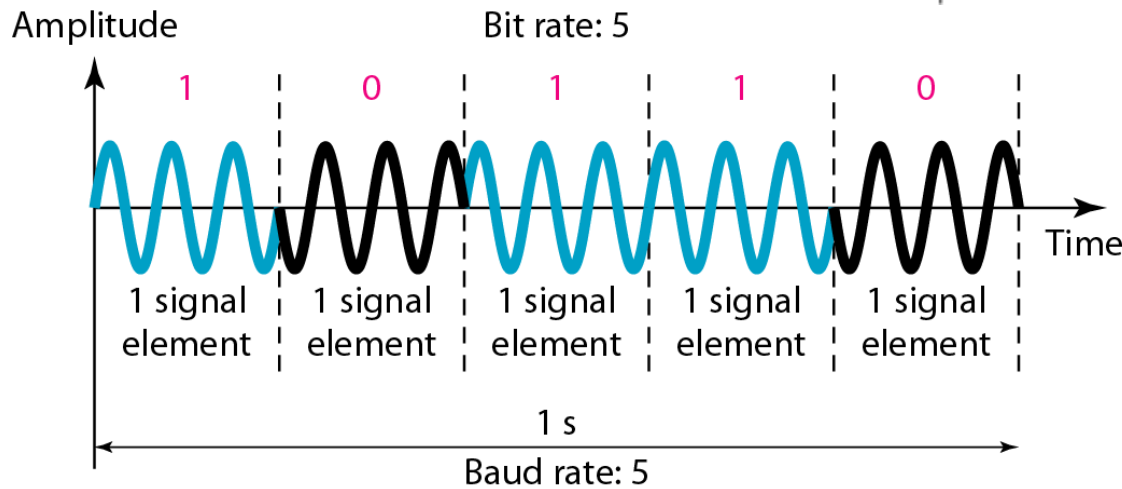 Amplitude
Bit rate: 5
1
0
1
1
0
Time
1 signal
element
1 signal
element
1 signal
element
1 signal
element
1 signal
element
1 s
Baud rate: 5